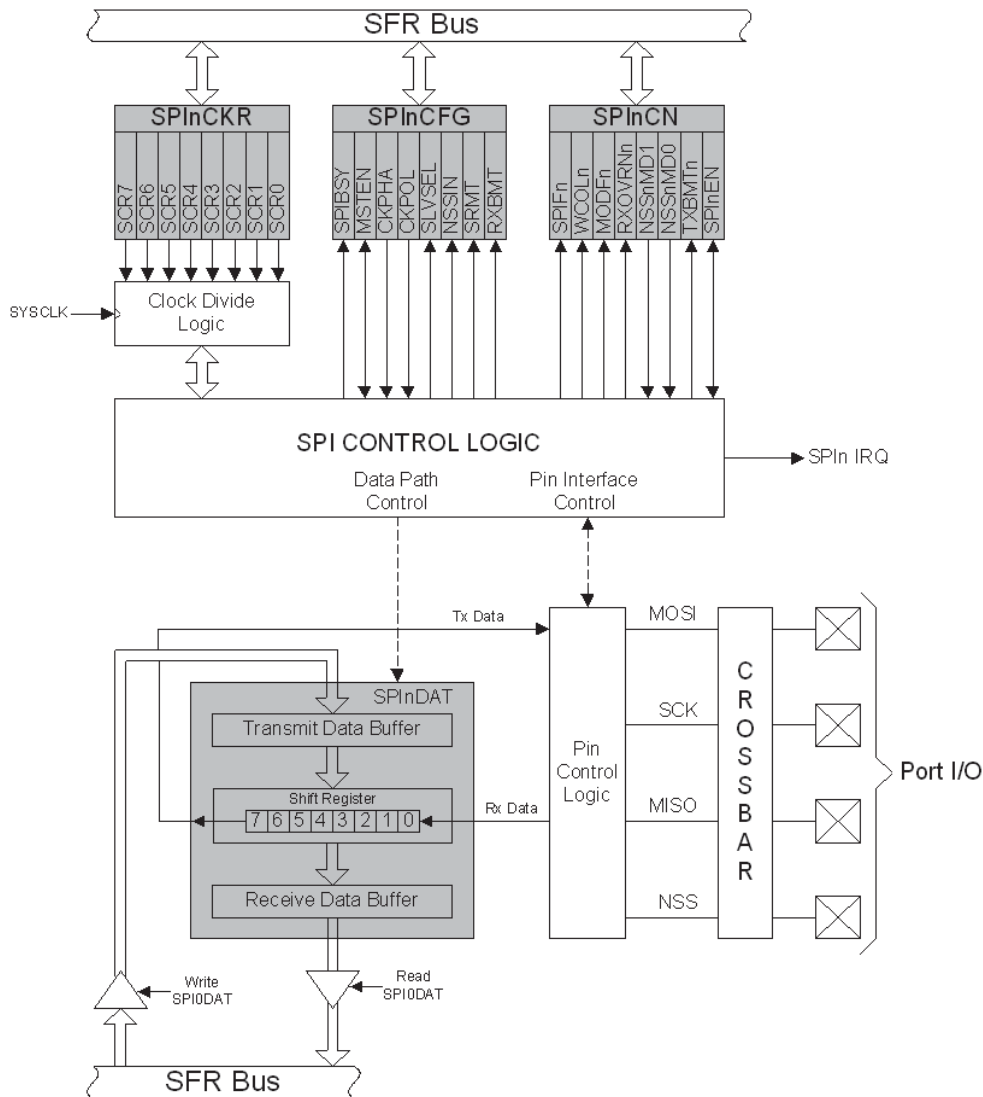 SFR Bus
SPInCKR
SCR7
SCR6
SCR5
SCR4
SCR3
SCR2
SCR1
SCR0
SPInCFG
SPIBSY
MSTEN
CKPHA
CKPOL
SLVSEL
NSSIN
SRMT
RXBMT
SPInCN
SPIFn
WCOLn
MODFn
RXOVRNn
NSSnMD1
NSSnMD0
TXBMTn
SPInEN
SYSCLK
Clock Divide
Logic
SPI CONTROL LOGIC
Data Path
Control
Pin Interface
Control
SPIn IRQ
Tx Data
SPInDAT
Transmit Data Buffer
Shift Register
7 6 5 4 3 2 1 0
Rx Data
Receive Data Buffer
Pin
Control
Logic
MOSI
SCK
MISO
NSS
CROSSBAR
Port I/O
Write
SPI0DAT
Read
SPI0DAT
SFR Bus